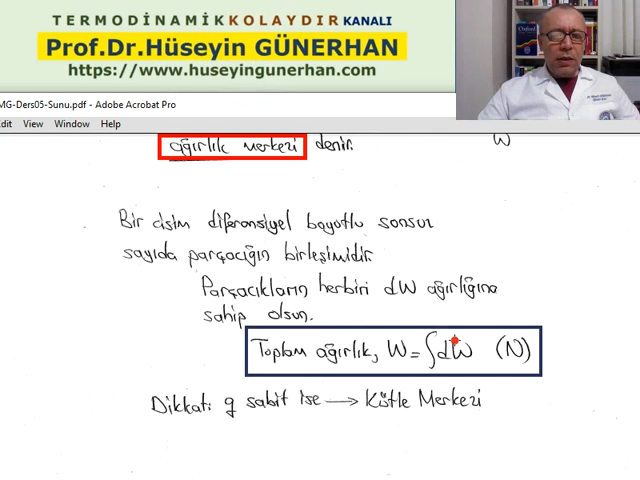 TERMODİNAMİKKOLAYDIR KANALI
Prof.Dr.Hüseyin GÜNERHAN
https://www.huseyingunerhan.com
MG-Ders05-Sunu.pdf - Adobe Acrobat Pro
Edit View Window Help
ağırlık merkezi denir. W
Bir cisim diferansiyel boyutlu sonsuz
sayıda parçacığın birleşimidir.
Parçacıkların herbiri dW ağırlığına
sahip olsun.
Toplam ağırlık, W = ∫dW (N)
Dikkat: g sabit ise → Kütle Merkezi